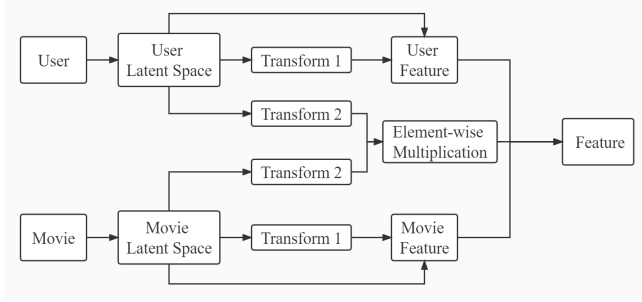 User
User
Latent Space
Transform 1
User
Feature
Transform 2
Element-wise
Multiplication
Feature
Transform 2
Movie
Movie
Latent Space
Transform 1
Movie
Feature